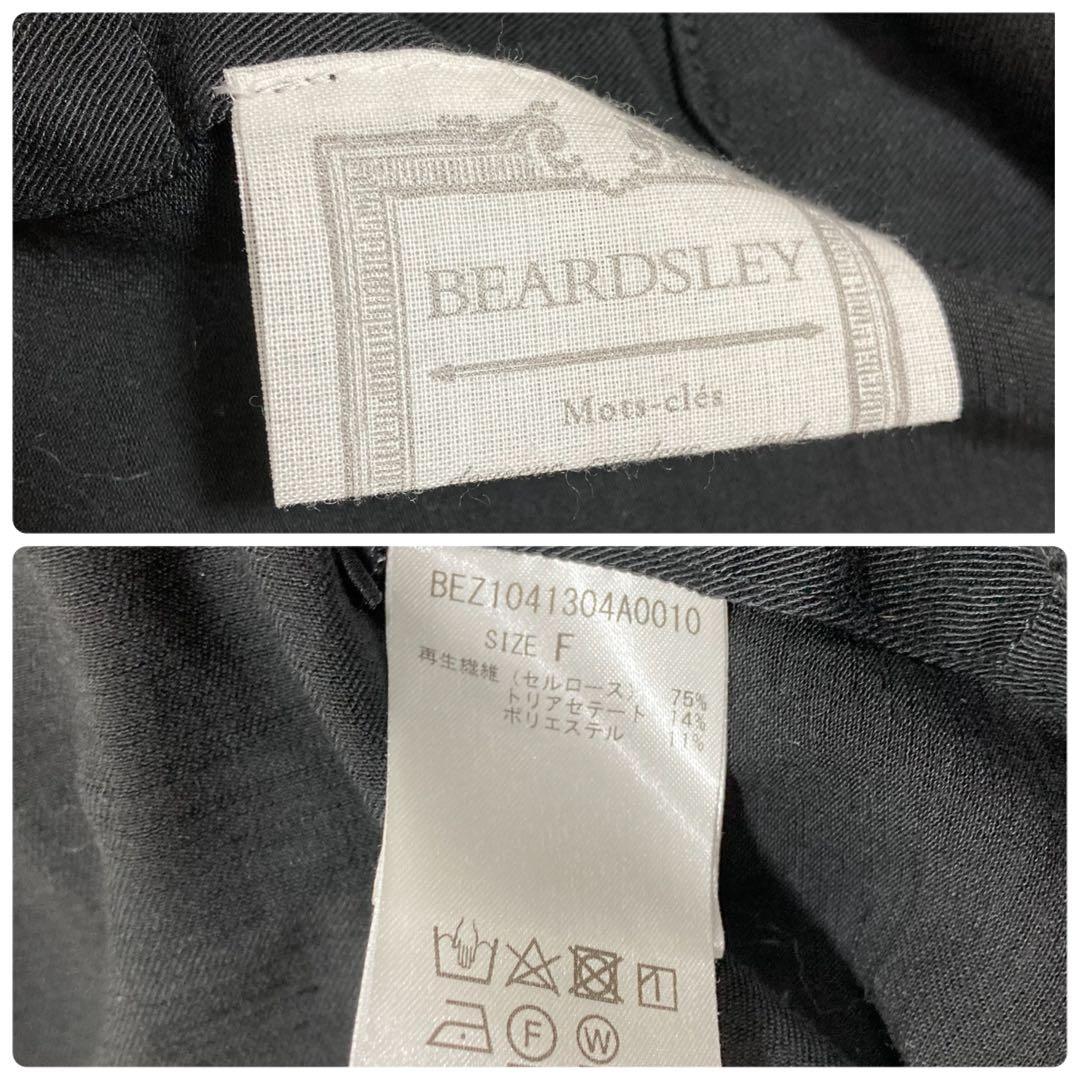 BEARDSLEY
Mots-clés
BEZ1041304A0010
SIZE F
再生繊維(セルロース) 75%
トリアセテート 14%
ポリエステル 11%
F
W